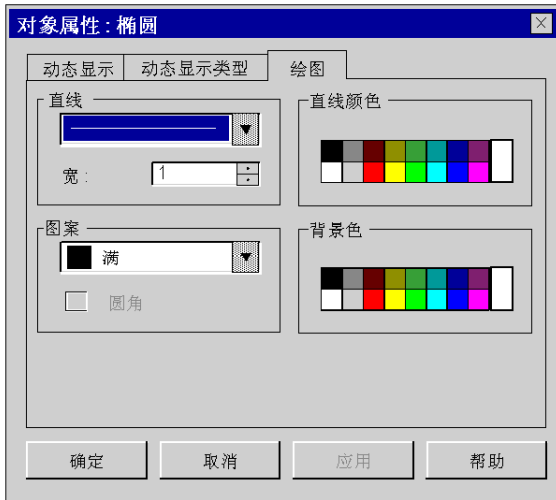 对象属性:椭圆
动态显示 动态显示类型 绘图
直线
宽: 1
直线颜色
图案
满
圆角
背景色
确定 取消 应用 帮助